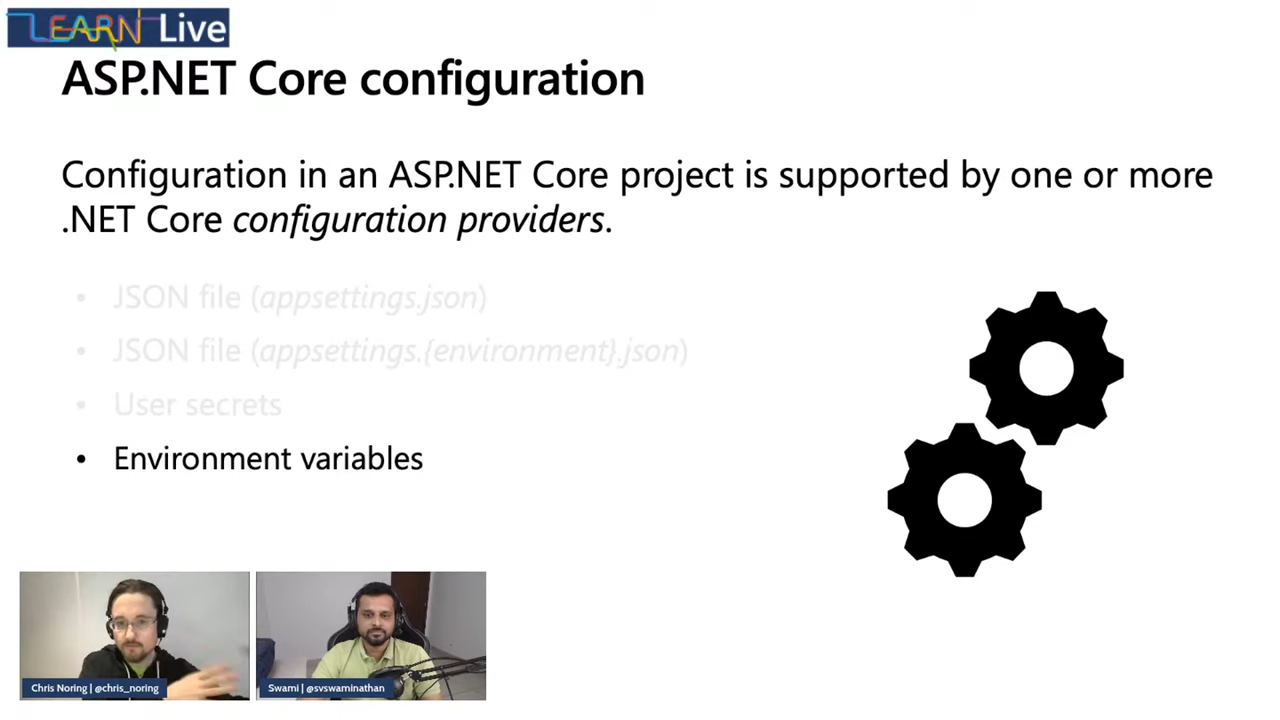 LEARN Live
ASP.NET Core configuration
Configuration in an ASP.NET Core project is supported by one or more
.NET Core configuration providers.
• JSON file (appsettings.json)
• JSON file (appsettings.{environment}.json)
• User secrets
• Environment variables
Chris Noring | @chris_noring
Swami | @svswaminathan